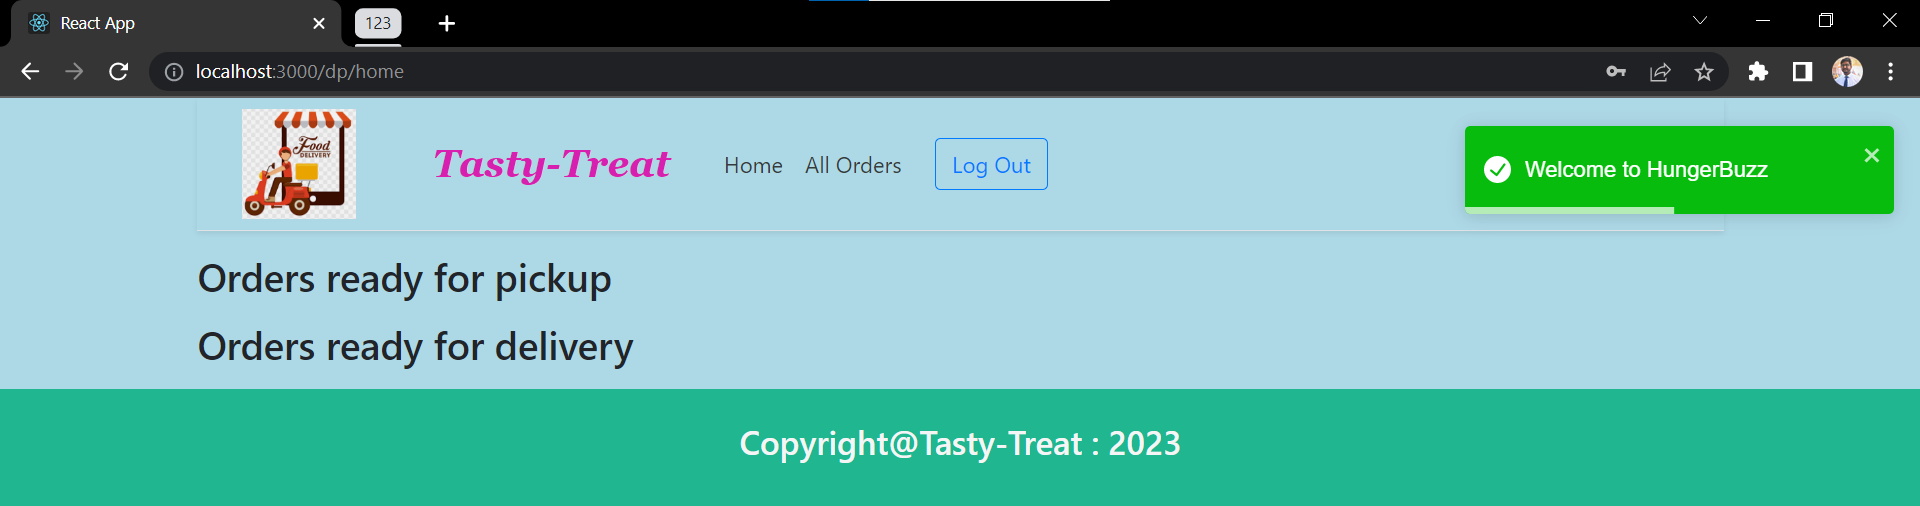 React App
123
localhost:3000/dp/home
Food
DELIVERY
Tasty-Treat
Home
All Orders
Log Out
Welcome to HungerBuzz
Orders ready for pickup
Orders ready for delivery
Copyright@Tasty-Treat : 2023